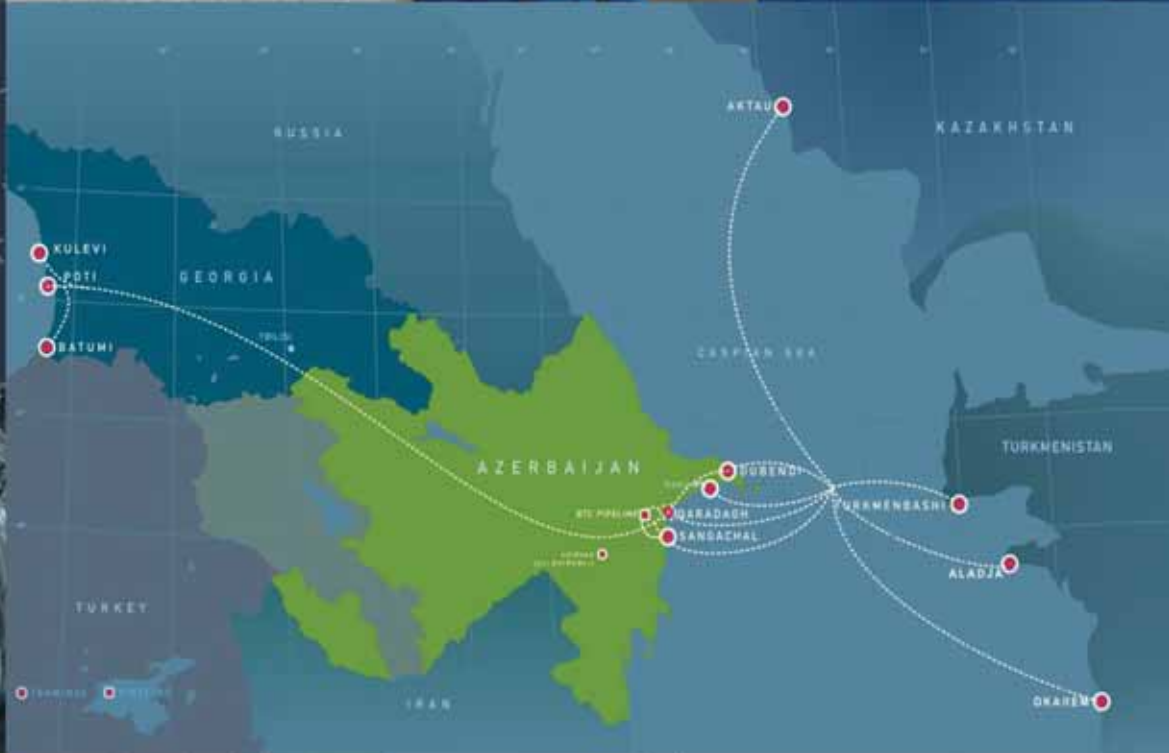 RUSSIA
AKTAU
KAZAKHSTAN
KULEVI
POTI
GEORGIA
BATUMI
TBILISI
CASPIAN SEA
TURKMENISTAN
AZERBAIJAN
DUBENDI
TURKMENBASHI
BTC PIPELINE
QARADAGH
SANGACHAL
ALADJA
TURKEY
OKAREM
IRAN